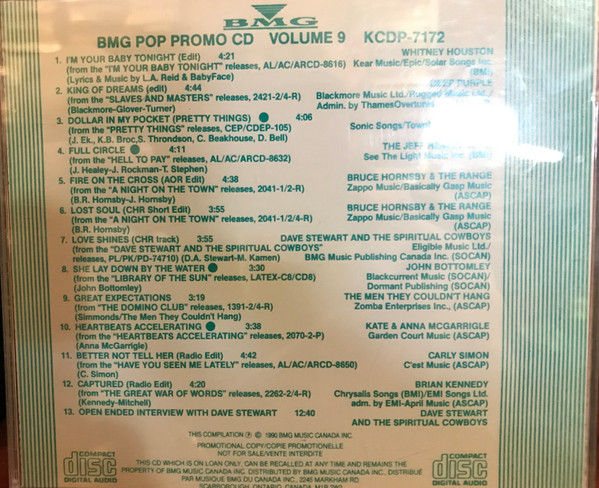 BMG
BMG POP PROMO CD VOLUME 9 KCDP-7172
1. I'M YOUR BABY TONIGHT (Edit) 4:21 WHITNEY HOUSTON
(from the "I'M YOUR BABY TONIGHT" releases, AL/AC/ARCD-8616) Kear Music/Epic/Solar Songs Inc.
(Lyrics & Music by L.A. Reid & BabyFace) (BMI)
2. KING OF DREAMS (edit) 4:44 DEEP PURPLE
(from the "SLAVES AND MASTERS" releases, 2421-2/4-R) Blackmore Music Ltd./Rugged Music Ltd./
(Blackmore-Glover-Turner) Admin. by Thames
3. DOLLAR IN MY POCKET (PRETTY THINGS) 4:06
(from the "PRETTY THINGS" releases, CEP/CDEP-105) Sonic Songs/
(J. Ek., K.B. Broc, S. Throndson, C. Beakhouse, D. Bell)
4. FULL CIRCLE 4:11 THE JEFF
(from the "HELL TO PAY" releases, AL/AC/ARCD-8632) See The Light Music
(J. Healey-J. Rockman-T. Stephen)
5. FIRE ON THE CROSS (AOR Edit) 4:38 BRUCE HORNSBY & THE RANGE
(from the "A NIGHT ON THE TOWN" releases, 2041-1/2-R) Zappo Music/Basically Gasp Music
(B.R. Hornsby-J. Hornsby) (ASCAP)
6. LOST SOUL (CHR Short Edit) 3:55 BRUCE HORNSBY & THE RANGE
(from the "A NIGHT ON THE TOWN" releases, 2041-1/4-R) Zappo Music/Basically Gasp Music
(B.R. Hornsby) (ASCAP)
7. LOVE SHINES (CHR track) 3:55 DAVE STEWART AND THE SPIRITUAL COWBOYS
(from "DAVE STEWART AND THE SPIRITUAL COWBOYS" Eligible Music Ltd./
releases, PL/PK/PD-74710) (D.A. Stewart-M. Kamen) BMG Music Publishing Canada Inc. (SOCAN)
8. SHE LAY DOWN BY THE WATER 3:30 JOHN BOTTOMLEY
(from the "LIBRARY OF THE SUN" releases, LATEX-C8/CD8) Blackcurrent Music (SOCAN)/
(John Bottomley) Dormant Publishing (SOCAN)
9. GREAT EXPECTATIONS 3:19 THE MEN THEY COULDN'T HANG
(from "THE DOMINO CLUB" releases, 1391-2/4-R) Zomba Enterprises Inc., (ASCAP)
(Simmonds/The Men They Couldn't Hang)
10. HEARTBEATS ACCELERATING 3:38 KATE & ANNA MCGARRIGLE
(from the "HEARTBEATS ACCELERATING" releases, 2070-2-P) Garden Court Music (ASCAP)
(Anna McGarrigle)
11. BETTER NOT TELL HER (Radio Edit) 4:42 CARLY SIMON
(from the "HAVE YOU SEEN ME LATELY" releases, AL/AC/ARCD-8650) C'est Music (ASCAP)
(C. Simon)
12. CAPTURED (Radio Edit) 4:20 BRIAN KENNEDY
(from "THE GREAT WAR OF WORDS" releases, 2262-2/4-R) Chrysalis Songs (BMI)/EMI Songs Ltd.
(Kennedy-Mitchell) adm. by EMI-April Music (ASCAP)
13. OPEN ENDED INTERVIEW WITH DAVE STEWART 12:40 DAVE STEWART
AND THE SPIRITUAL COWBOYS
THIS COMPILATION ℗ © 1990 BMG MUSIC CANADA INC.
PROMOTIONAL COPY/COPIE PROMOTIONELLE
NOT FOR SALE/VENTE INTERDITE
THIS CD WHICH IS ON LOAN ONLY, CAN BE RECALLED AT ANY TIME AND REMAINS THE
PROPERTY OF BMG MUSIC CANADA INC. DISTRIBUTED BY BMG MUSIC CANADA INC., DISTRIBUÉ
PAR MUSIQUE BMG DU CANADA INC., 2245 MARKHAM RD.
SCARBOROUGH, ONTARIO, CANADA
COMPACT disc DIGITAL AUDIO
COMPACT disc DIGITAL AUDIO